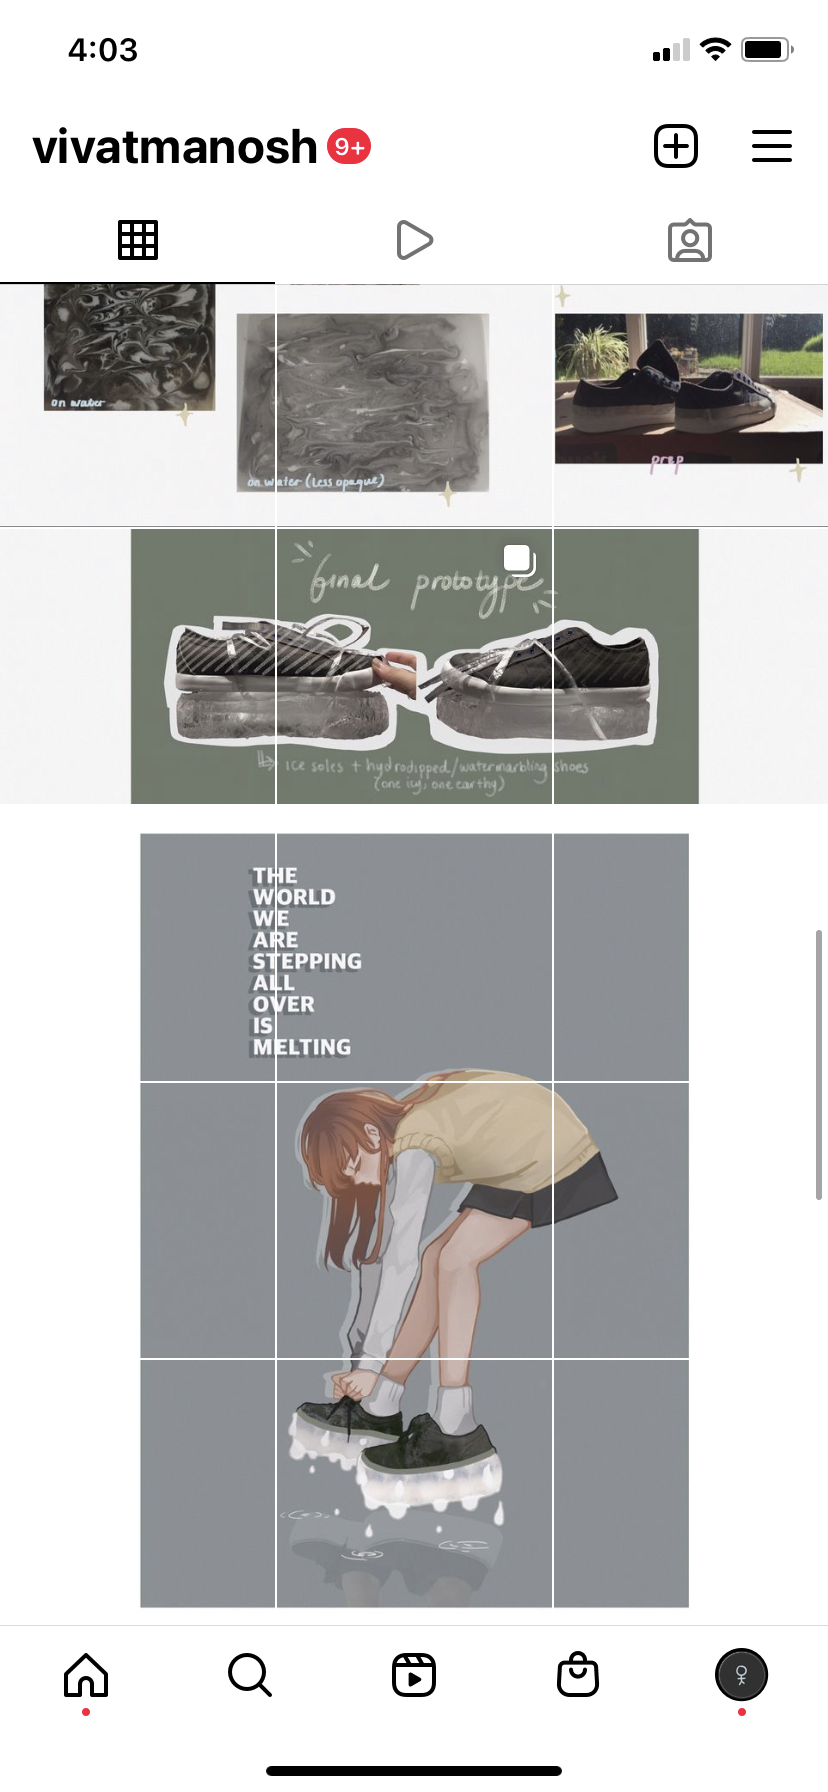 4:03
vivatmanosh 9+
on water
on water (less opaque)
prep
final prototype
ice soles + hydrodipped/watermarbling shoes
(one icy, one earthy)
THE
WORLD
WE
ARE
STEPPING
ALL
OVER
IS
MELTING